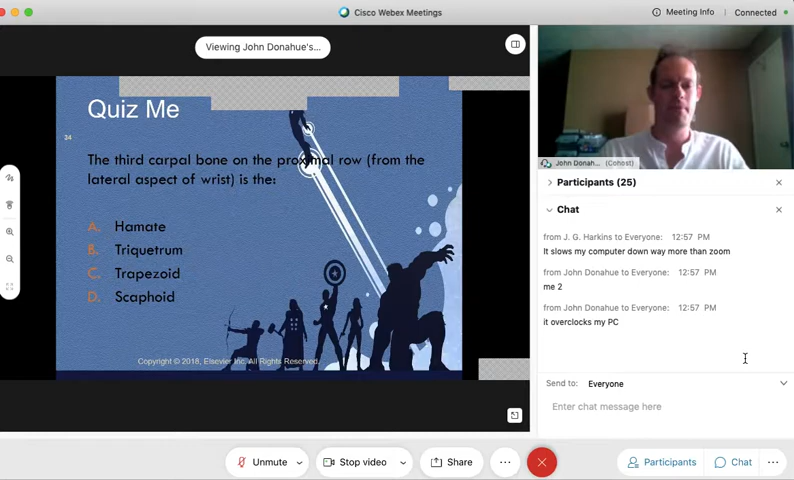 Cisco Webex Meetings
Meeting Info
Connected
Viewing John Donahue's...
Quiz Me
34
The third carpal bone on the proximal row (from the
lateral aspect of wrist) is the:
A. Hamate
B. Triquetrum
C. Trapezoid
D. Scaphoid
Copyright © 2018, Elsevier Inc. All Rights Reserved.
John Donah... (Cohost)
Participants (25)
Chat
from J. G. Harkins to Everyone: 12:57 PM
It slows my computer down way more than zoom
from John Donahue to Everyone: 12:57 PM
me 2
from John Donahue to Everyone: 12:57 PM
it overclocks my PC
Send to: Everyone
Enter chat message here
Unmute
Stop video
Share
Participants
Chat